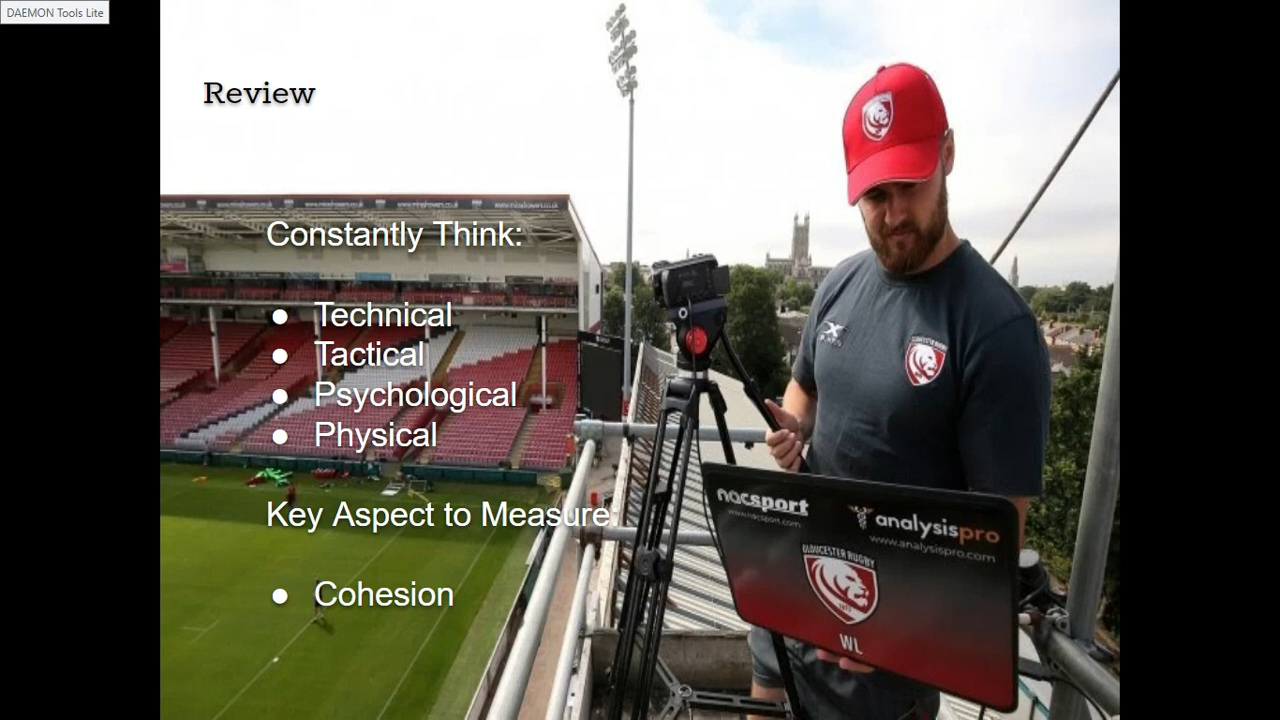 DAEMON Tools Lite
Review
Constantly Think:
● Technical
● Tactical
● Psychological
● Physical
Key Aspect to Measure:
● Cohesion
nacsport
www.nacsport.com
analysispro
www.analysispro.com
GLOUCESTER RUGBY
WL